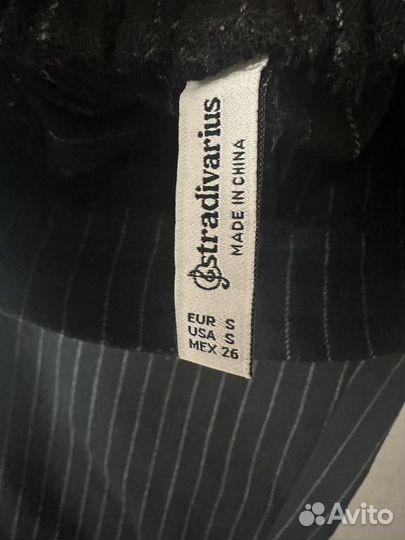 stradivarius
MADE IN CHINA
EUR S
USA S
MEX 26
Avito